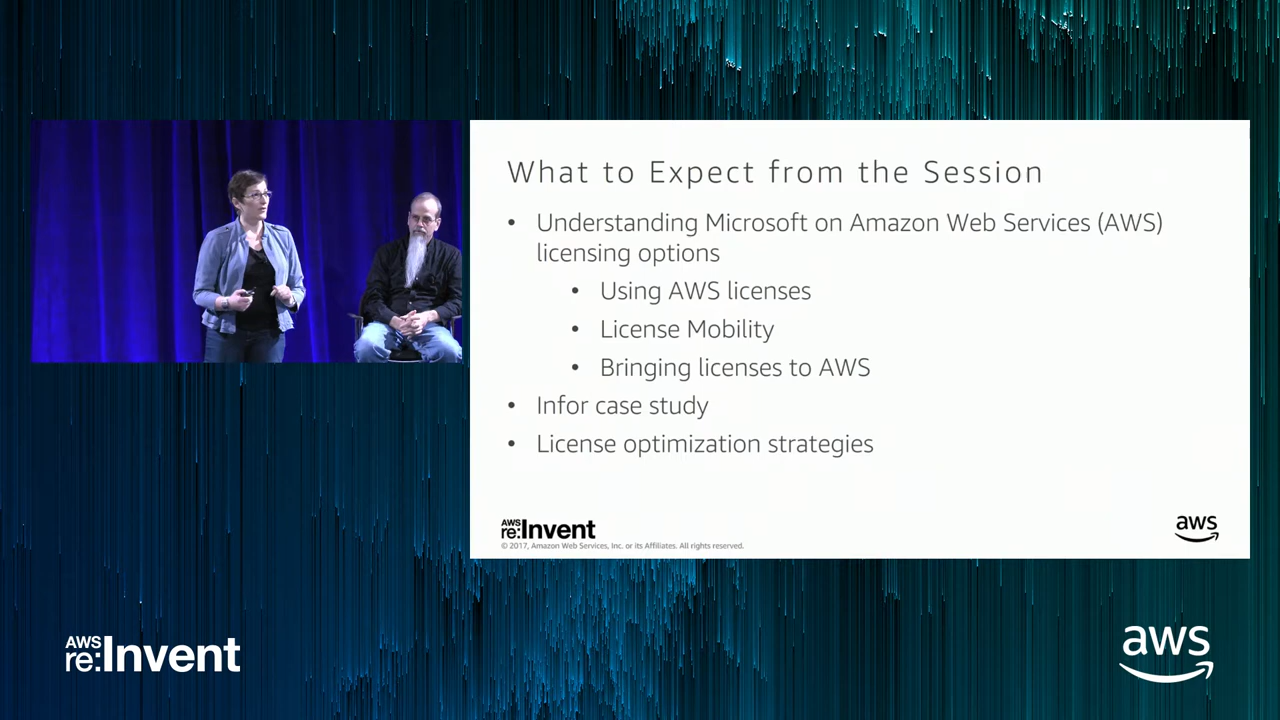 What to Expect from the Session
• Understanding Microsoft on Amazon Web Services (AWS)
licensing options
• Using AWS licenses
• License Mobility
• Bringing licenses to AWS
• Infor case study
• License optimization strategies
AWS
re:Invent
© 2017, Amazon Web Services, Inc. or its Affiliates. All rights reserved.
aws
AWS
re:Invent
aws